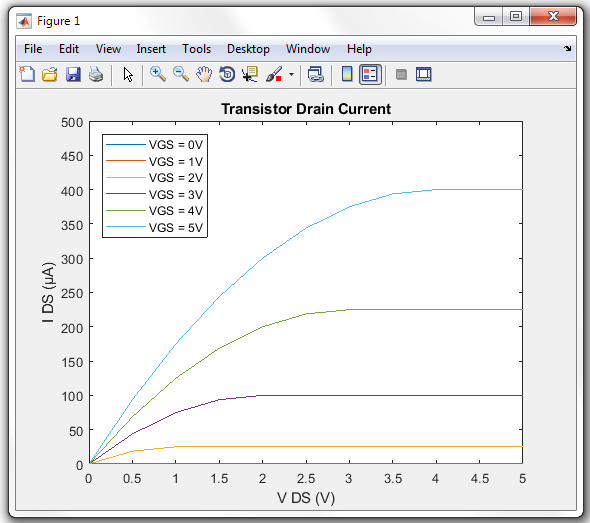 Figure 1
File Edit View Insert Tools Desktop Window Help
Transistor Drain Current
500
450
400
350
300
250
200
150
100
50
0
I DS (µA)
VGS = 0V
VGS = 1V
VGS = 2V
VGS = 3V
VGS = 4V
VGS = 5V
0 0.5 1 1.5 2 2.5 3 3.5 4 4.5 5
V DS (V)